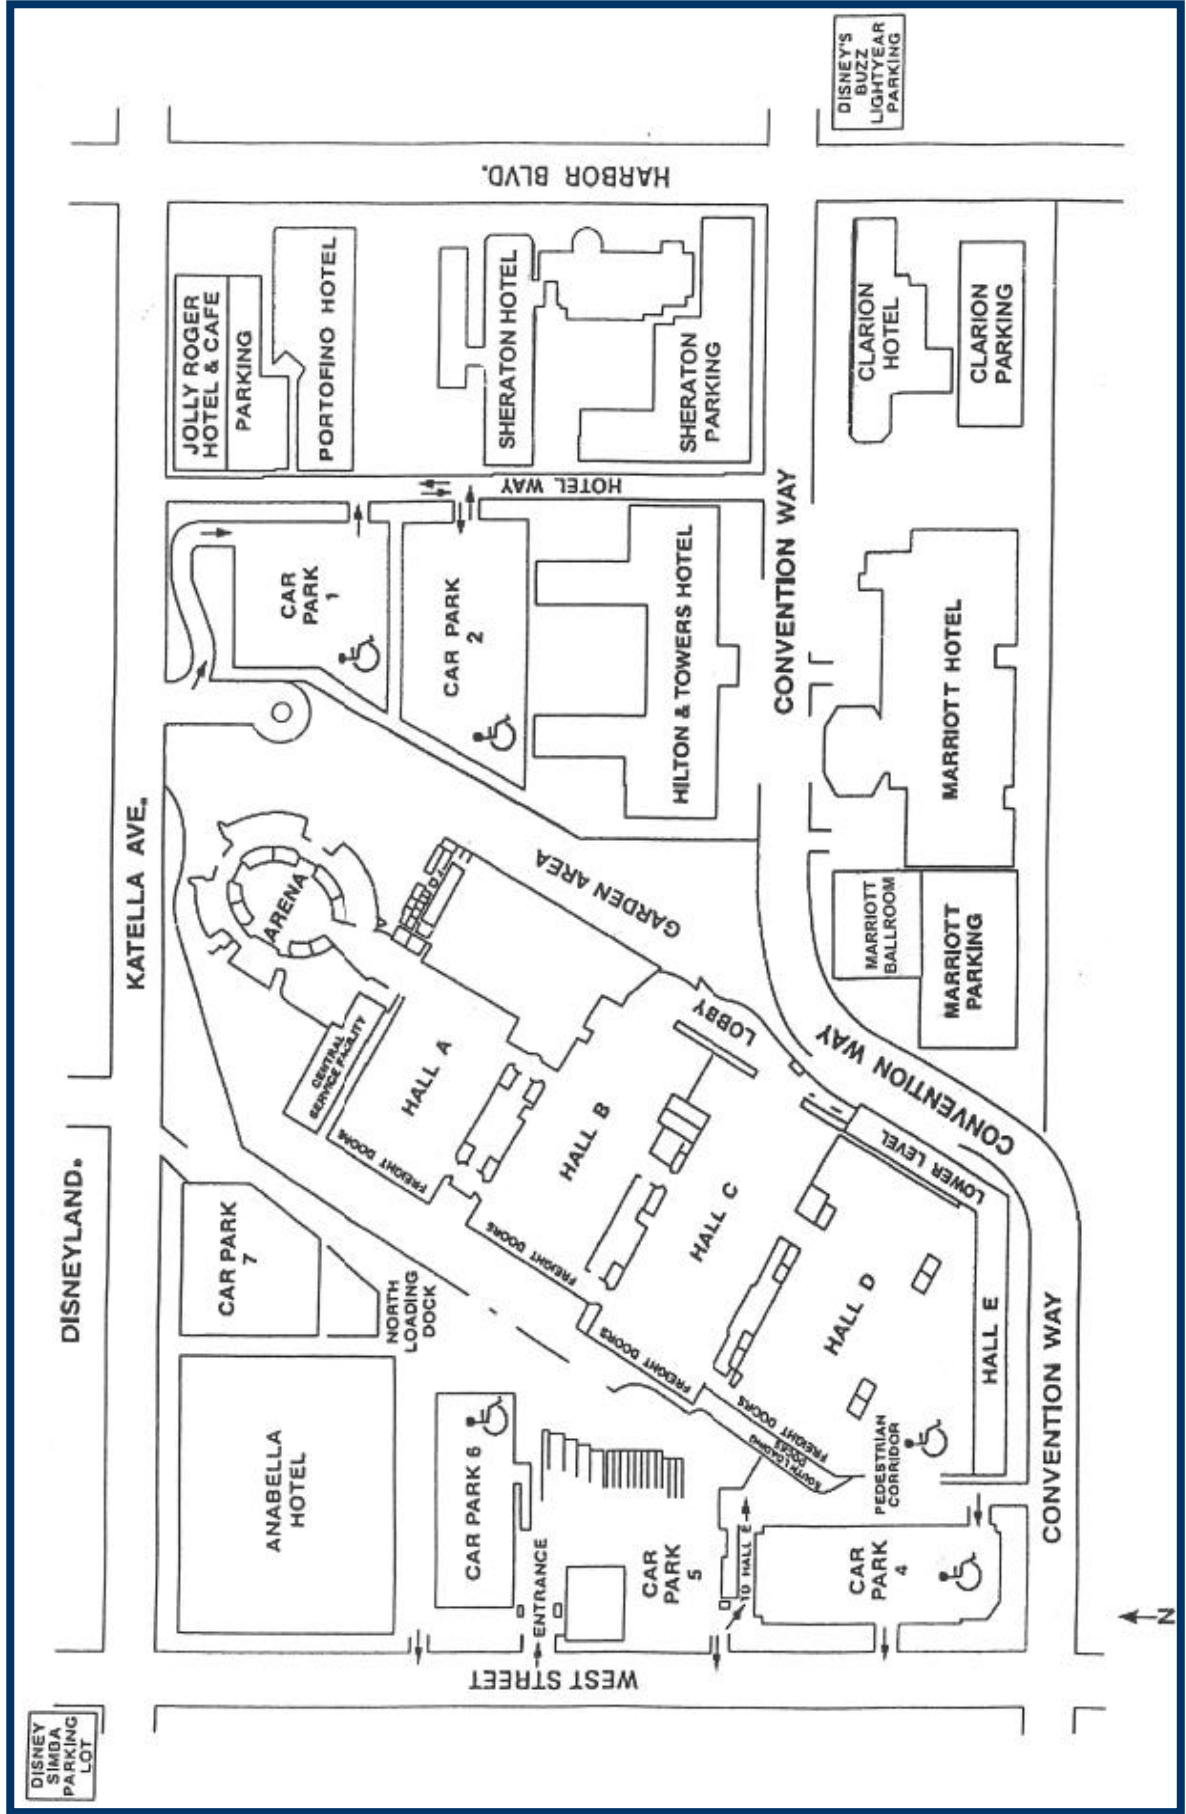 DISNEY'S
BUZZ
LIGHTYEAR
PARKING
HARBOR BLVD.
JOLLY ROGER
HOTEL & CAFE
PARKING
PORTOFINO HOTEL
SHERATON HOTEL
SHERATON
PARKING
CLARION
HOTEL
CLARION
PARKING
HOTEL WAY
CAR
PARK
1
CAR PARK
2
HILTON & TOWERS HOTEL
CONVENTION WAY
MARRIOTT HOTEL
MARRIOTT
BALLROOM
MARRIOTT
PARKING
KATELLA AVE.
ARENA
GARDEN AREA
CENTRAL
SERVICE FACILITY
HALL A
FREIGHT DOORS
LOBBY
CONVENTION WAY
HALL B
FREIGHT DOORS
HALL C
FREIGHT DOORS
LOWER LEVEL
HALL D
FREIGHT DOORS
SOUTH LOADING
DOCKS
HALL E
CONVENTION WAY
DISNEYLAND.
CAR PARK
7
NORTH
LOADING
DOCK
ANABELLA
HOTEL
CAR PARK 6
ENTRANCE
CAR
PARK
5
TO HALL E
PEDESTRIAN
CORRIDOR
CAR
PARK
4
WEST STREET
DISNEY
SIMBA
PARKING
LOT
N